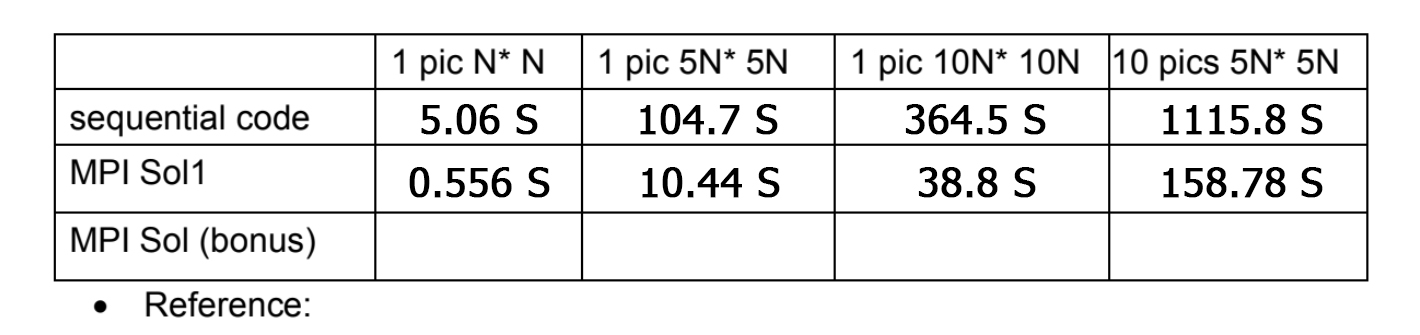 1 pic N* N 1 pic 5N* 5N 1 pic 10N* 10N 10 pics 5N* 5N
sequential code 5.06 S 104.7 S 364.5 S 1115.8 S
MPI Sol1 0.556 S 10.44 S 38.8 S 158.78 S
MPI Sol (bonus)
• Reference: